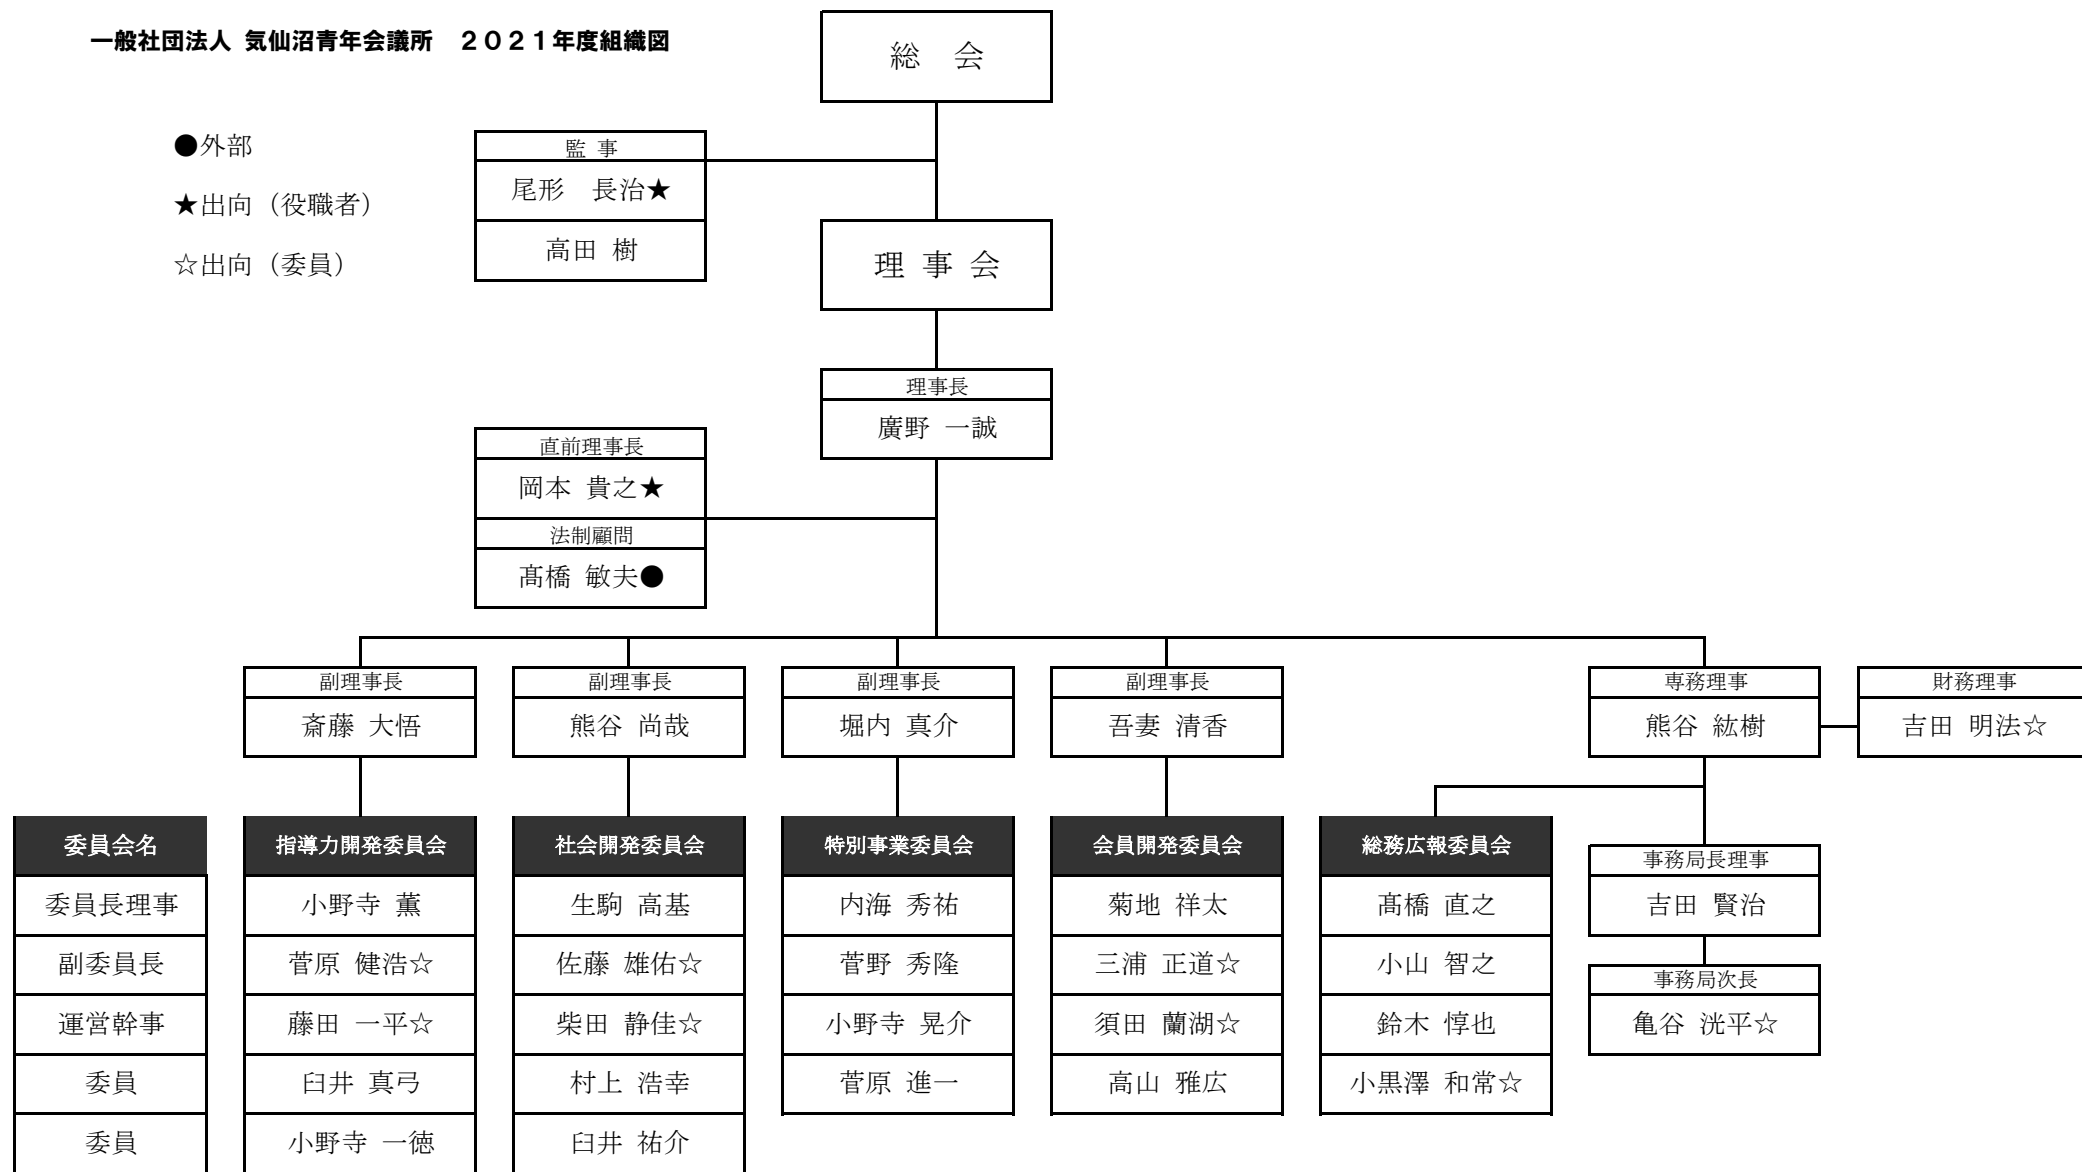 一般社団法人 気仙沼青年会議所　２０２１年度組織図
総　会
●外部
★出向（役職者）
☆出向（委員）
監 事
尾形　長治★
高田 樹
理 事 会
理事長
廣野 一誠
直前理事長
岡本 貴之★
法制顧問
髙橋 敏夫●
副理事長 副理事長 副理事長 副理事長 専務理事 財務理事
斎藤 大悟 熊谷 尚哉 堀内 真介 吾妻 清香 熊谷 紘樹 吉田 明法☆
委員会名 指導力開発委員会 社会開発委員会 特別事業委員会 会員開発委員会 総務広報委員会
事務局長理事
委員長理事 小野寺 薫 生駒 高基 内海 秀祐 菊地 祥太 髙橋 直之 吉田 賢治
副委員長 菅原 健浩☆ 佐藤 雄佑☆ 菅野 秀隆 三浦 正道☆ 小山 智之
事務局次長
運営幹事 藤田 一平☆ 柴田 静佳☆ 小野寺 晃介 須田 蘭湖☆ 鈴木 惇也 亀谷 洸平☆
委員 臼井 真弓 村上 浩幸 菅原 進一 高山 雅広 小黒澤 和常☆
委員 小野寺 一徳 臼井 祐介